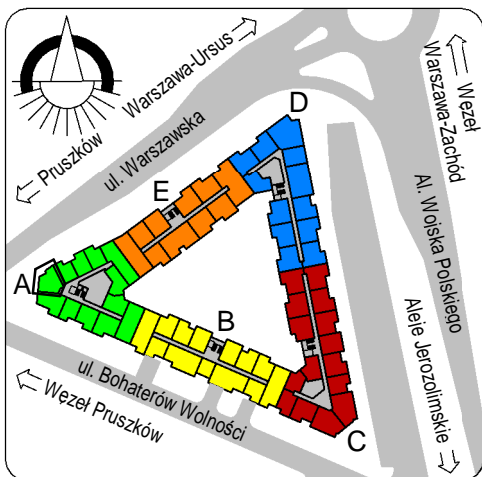 Warszawa-Ursus
Pruszków
ul. Warszawska
D
Węzeł
Warszawa-Zachód
E
Al. Wojska Polskiego
A
B
Aleje Jerozolimskie
ul. Bohaterów Wolności
Węzeł Pruszków
C